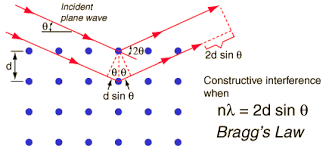 Incident
plane wave
θ
2θ
d
θ θ
d sin θ
2d sin θ
Constructive interference
when
nλ = 2d sin θ
Bragg's Law